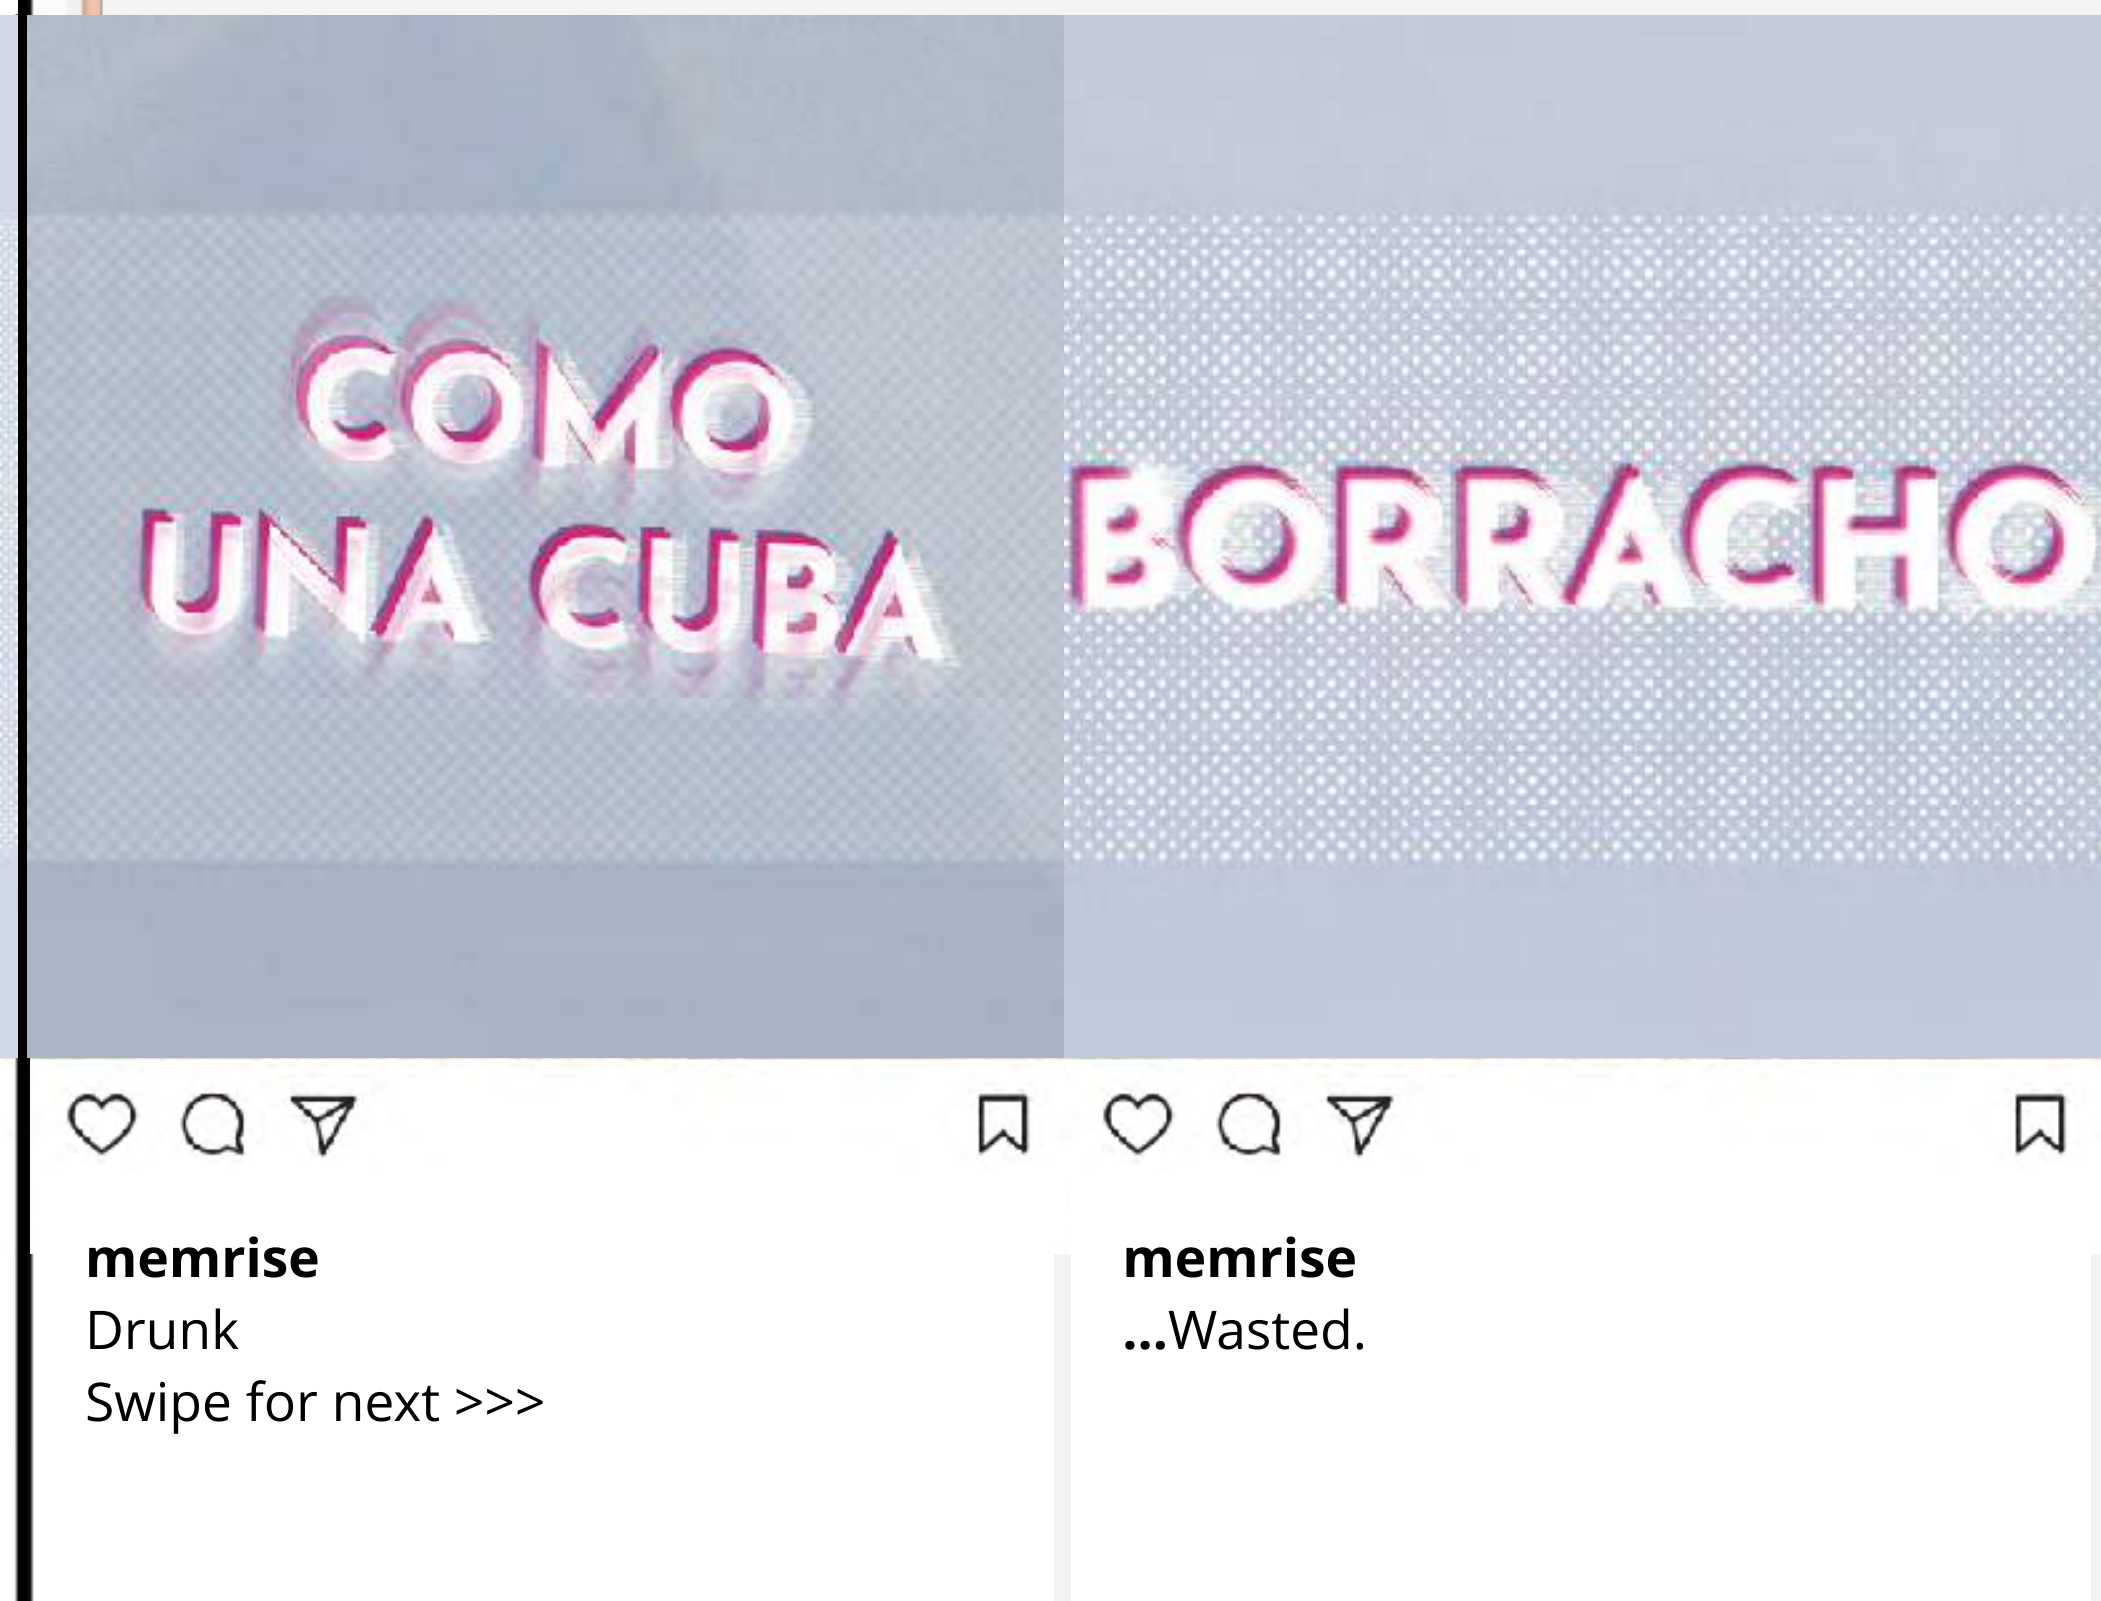 COMO
UNA CUBA
memrise
Drunk
Swipe for next >>>
BORRACHO
memrise
...Wasted.